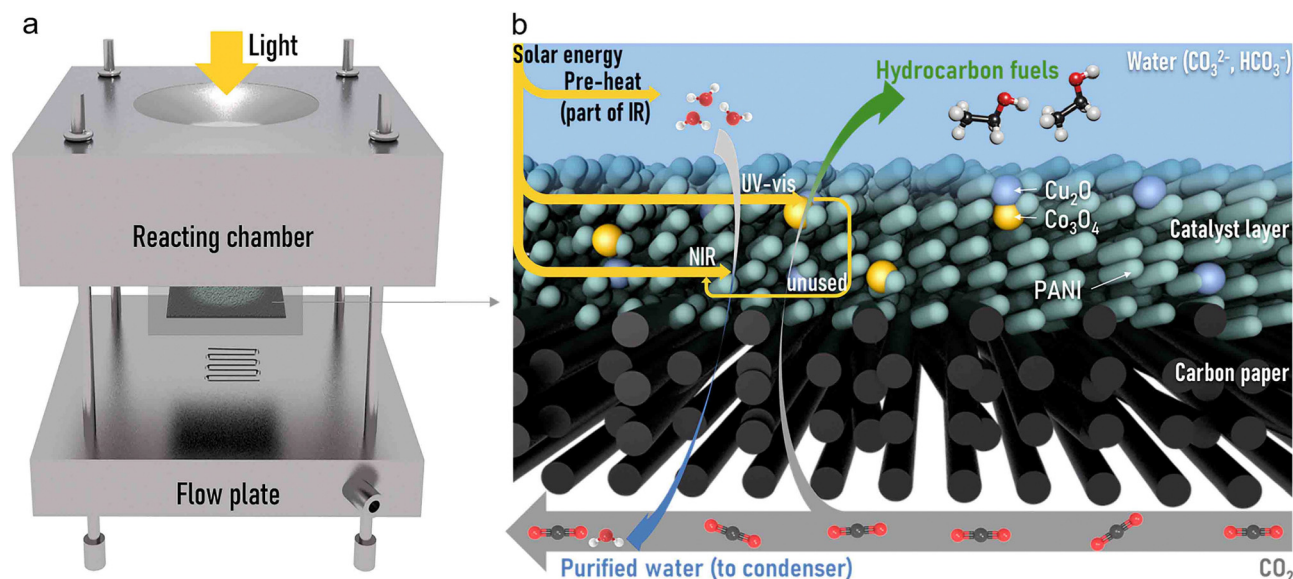 a
Light
Reacting chamber
Flow plate
b
Solar energy
Pre-heat
(part of IR)
Hydrocarbon fuels
Water (CO₃²⁻, HCO₃⁻)
UV-vis
Cu₂O
Co₃O₄
Catalyst layer
NIR
unused
PANI
Carbon paper
Purified water (to condenser)
CO₂